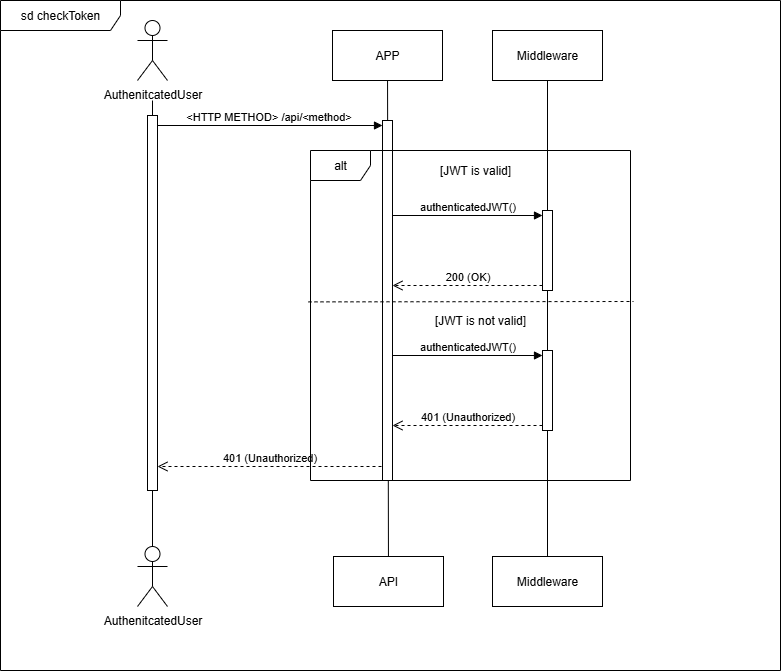 sd checkToken
APP
Middleware
AuthenitcatedUser
<HTTP METHOD> /api/<method>
alt
[JWT is valid]
authenticatedJWT()
200 (OK)
[JWT is not valid]
authenticatedJWT()
401 (Unauthorized)
401 (Unauthorized)
API
Middleware
AuthenitcatedUser